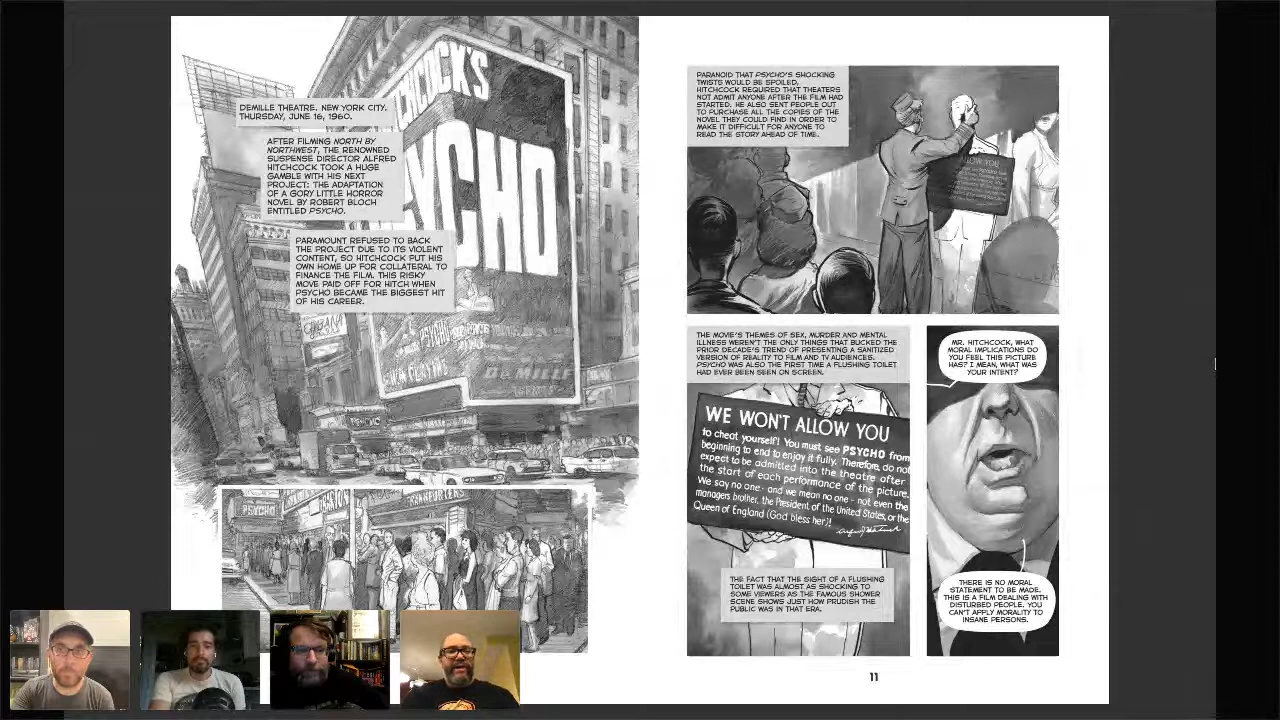 DEMILLE THEATRE. NEW YORK CITY.
THURSDAY, JUNE 16, 1960.
AFTER FILMING NORTH BY
NORTHWEST, THE RENOWNED
SUSPENSE DIRECTOR ALFRED
HITCHCOCK TOOK A HUGE
GAMBLE WITH HIS NEXT
PROJECT: THE ADAPTATION
OF A GORY LITTLE HORROR
NOVEL BY ROBERT BLOCH
ENTITLED PSYCHO.
PARAMOUNT REFUSED TO BACK
THE PROJECT DUE TO ITS VIOLENT
CONTENT, SO HITCHCOCK PUT HIS
OWN HOME UP FOR COLLATERAL TO
FINANCE THE FILM. THIS RISKY
MOVE PAID OFF FOR HITCH WHEN
PSYCHO BECAME THE BIGGEST HIT
OF HIS CAREER.
HCOCK'S
YCHO
PSYCHO
DE MILLE
PSYCHO
FRANKFURTERS
PARANOID THAT PSYCHO'S SHOCKING
TWISTS WOULD BE SPOILED,
HITCHCOCK REQUIRED THAT THEATERS
NOT ADMIT ANYONE AFTER THE FILM HAD
STARTED. HE ALSO SENT PEOPLE OUT
TO PURCHASE ALL THE COPIES OF THE
NOVEL THEY COULD FIND IN ORDER TO
MAKE IT DIFFICULT FOR ANYONE TO
READ THE STORY AHEAD OF TIME.
LLOW YOU
THE MOVIE'S THEMES OF SEX, MURDER AND MENTAL
ILLNESS WEREN'T THE ONLY THINGS THAT BUCKED THE
PRIOR DECADE'S TREND OF PRESENTING A SANITIZED
VERSION OF REALITY TO FILM AND TV AUDIENCES.
PSYCHO WAS ALSO THE FIRST TIME A FLUSHING TOILET
HAD EVER BEEN SEEN ON SCREEN.
WE WON'T ALLOW YOU
to cheat yourself! You must see PSYCHO from
beginning to end to enjoy it fully. Therefore, do not
expect to be admitted into the theatre after
the start of each performance of the picture.
We say no one - and we mean no one - not even the
managers brother, the President of the United States, or the
Queen of England (God bless her)!
THE FACT THAT THE SIGHT OF A FLUSHING
TOILET WAS ALMOST AS SHOCKING TO
SOME VIEWERS AS THE FAMOUS SHOWER
SCENE SHOWS JUST HOW PRUDISH THE
PUBLIC WAS IN THAT ERA.
MR. HITCHCOCK, WHAT
MORAL IMPLICATIONS DO
YOU FEEL THIS PICTURE
HAS? I MEAN, WHAT WAS
YOUR INTENT?
THERE IS NO MORAL
STATEMENT TO BE MADE.
THIS IS A FILM DEALING WITH
DISTURBED PEOPLE. YOU
CAN'T APPLY MORALITY TO
INSANE PERSONS.
11